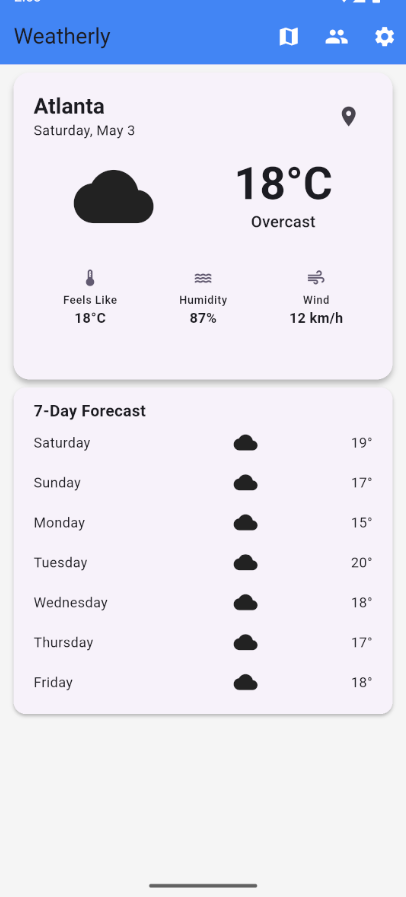 Weatherly
Atlanta
Saturday, May 3
18°C
Overcast
Feels Like
18°C
Humidity
87%
Wind
12 km/h
7-Day Forecast
Saturday 19°
Sunday 17°
Monday 15°
Tuesday 20°
Wednesday 18°
Thursday 17°
Friday 18°